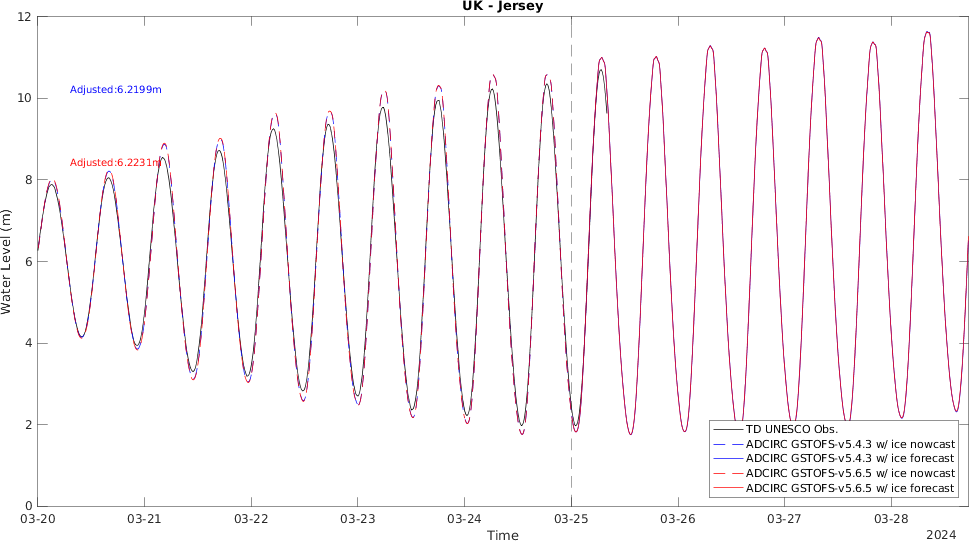 UK - Jersey
12
10
8
6
4
2
0
Water Level (m)
Adjusted:6.2199m
Adjusted:6.2231m
TD UNESCO Obs.
ADCIRC GSTOFS-v5.4.3 w/ ice nowcast
ADCIRC GSTOFS-v5.4.3 w/ ice forecast
ADCIRC GSTOFS-v5.6.5 w/ ice nowcast
ADCIRC GSTOFS-v5.6.5 w/ ice forecast
03-20 03-21 03-22 03-23 03-24 03-25 03-26 03-27 03-28
Time
2024